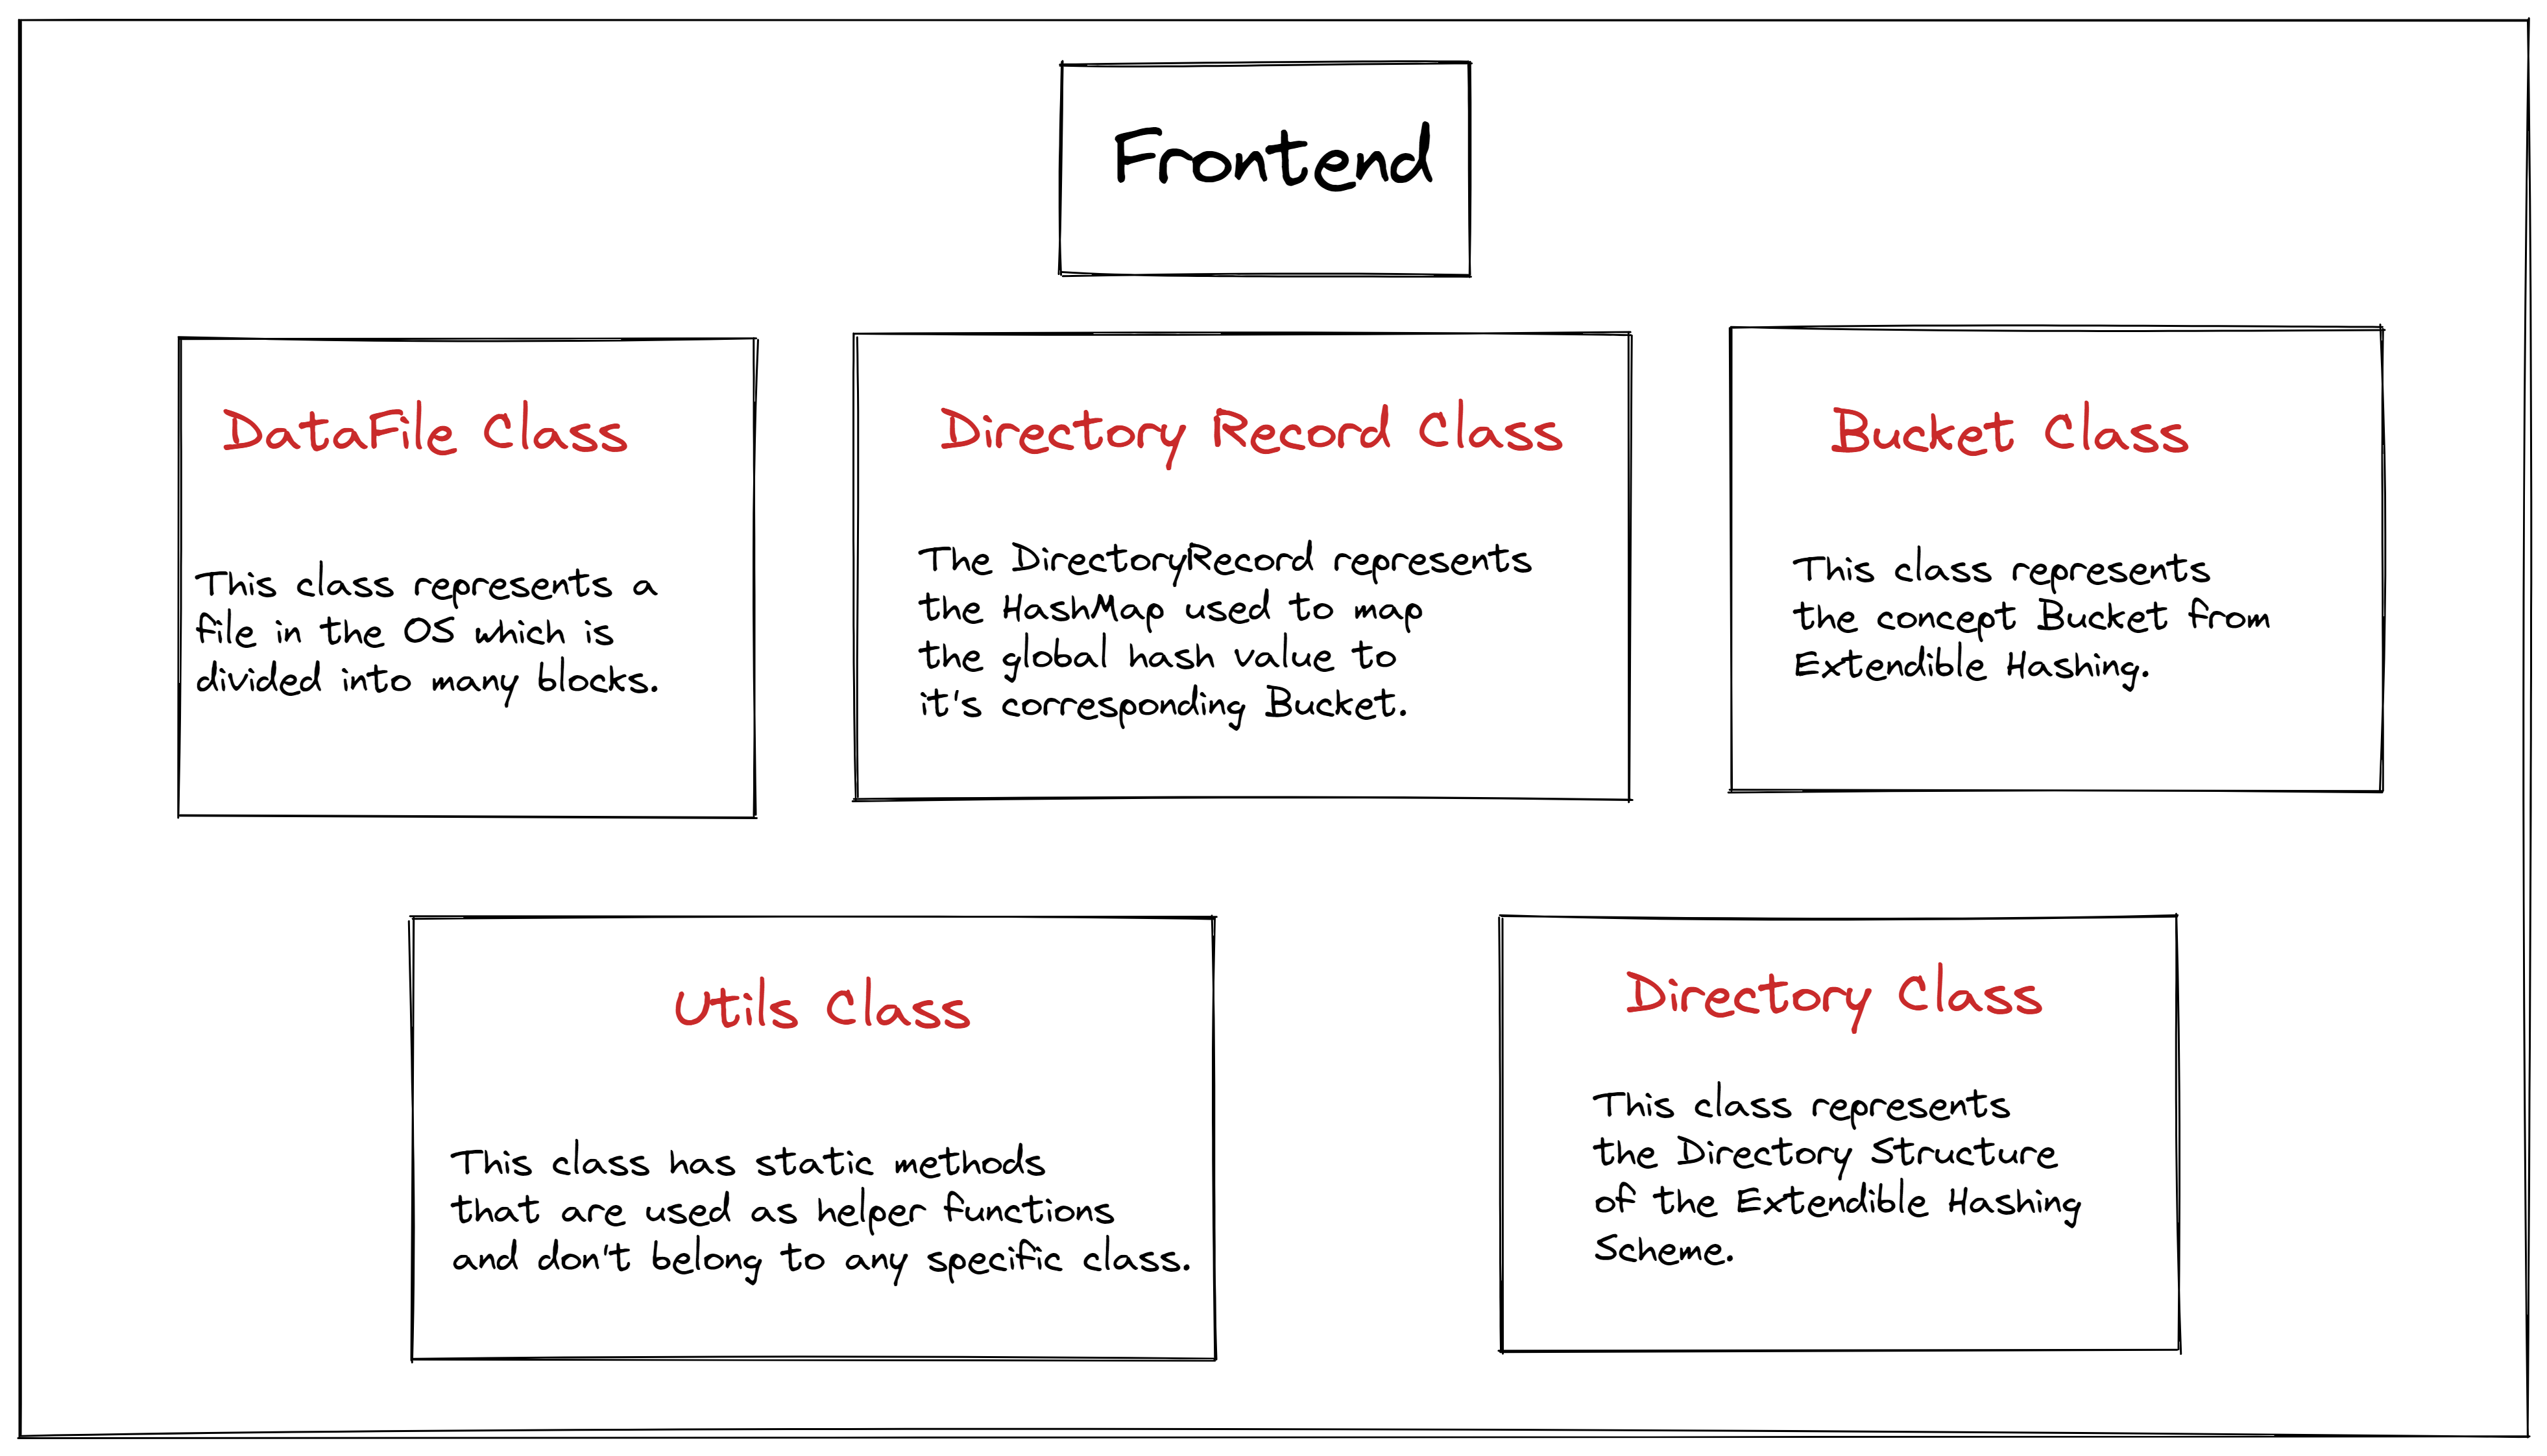 Frontend
DataFile Class
This class represents a
file in the OS which is
divided into many blocks.
Directory Record Class
The DirectoryRecord represents
the HashMap used to map
the global hash value to
it's corresponding Bucket.
Bucket Class
This class represents
the concept Bucket from
Extendible Hashing.
Utils Class
This class has static methods
that are used as helper functions
and don't belong to any specific class.
Directory Class
This class represents
the Directory Structure
of the Extendible Hashing
Scheme.